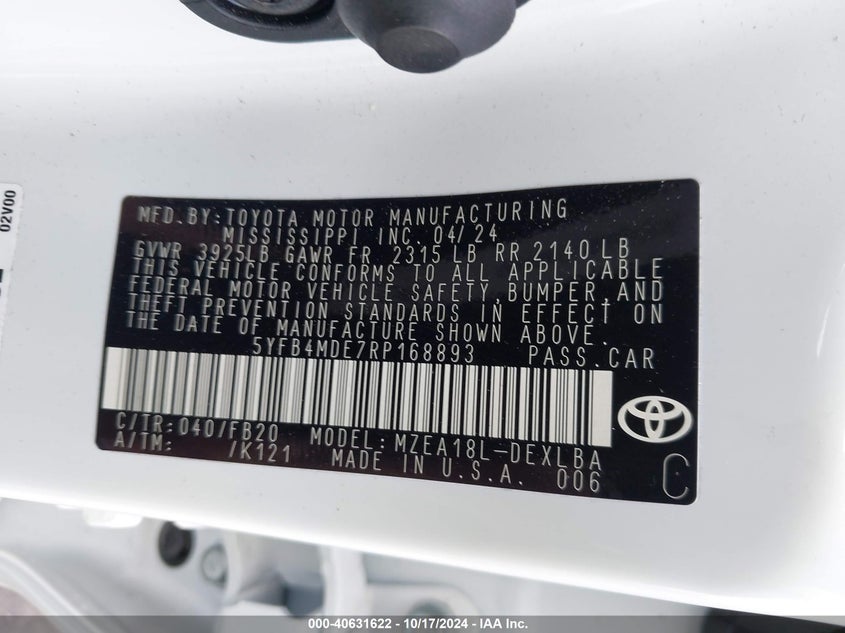 02V00
MFD.BY:TOYOTA MOTOR MANUFACTURING
MISSISSIPPI INC. 04/24
GVWR 3925LB GAWR FR 2315 LB RR 2140 LB
THIS VEHICLE CONFORMS TO ALL APPLICABLE
FEDERAL MOTOR VEHICLE SAFETY,BUMPER,AND
THEFT PREVENTION STANDARDS IN EFFECT ON
THE DATE OF MANUFACTURE SHOWN ABOVE.
5YFB4MDE7RP168893 PASS.CAR
C/TR:040/FB20 MODEL:MZEA18L-DEXLBA
A/TM: /K121 MADE IN U.S.A. 006 C
000-40631622 - 10/17/2024 - IAA Inc.